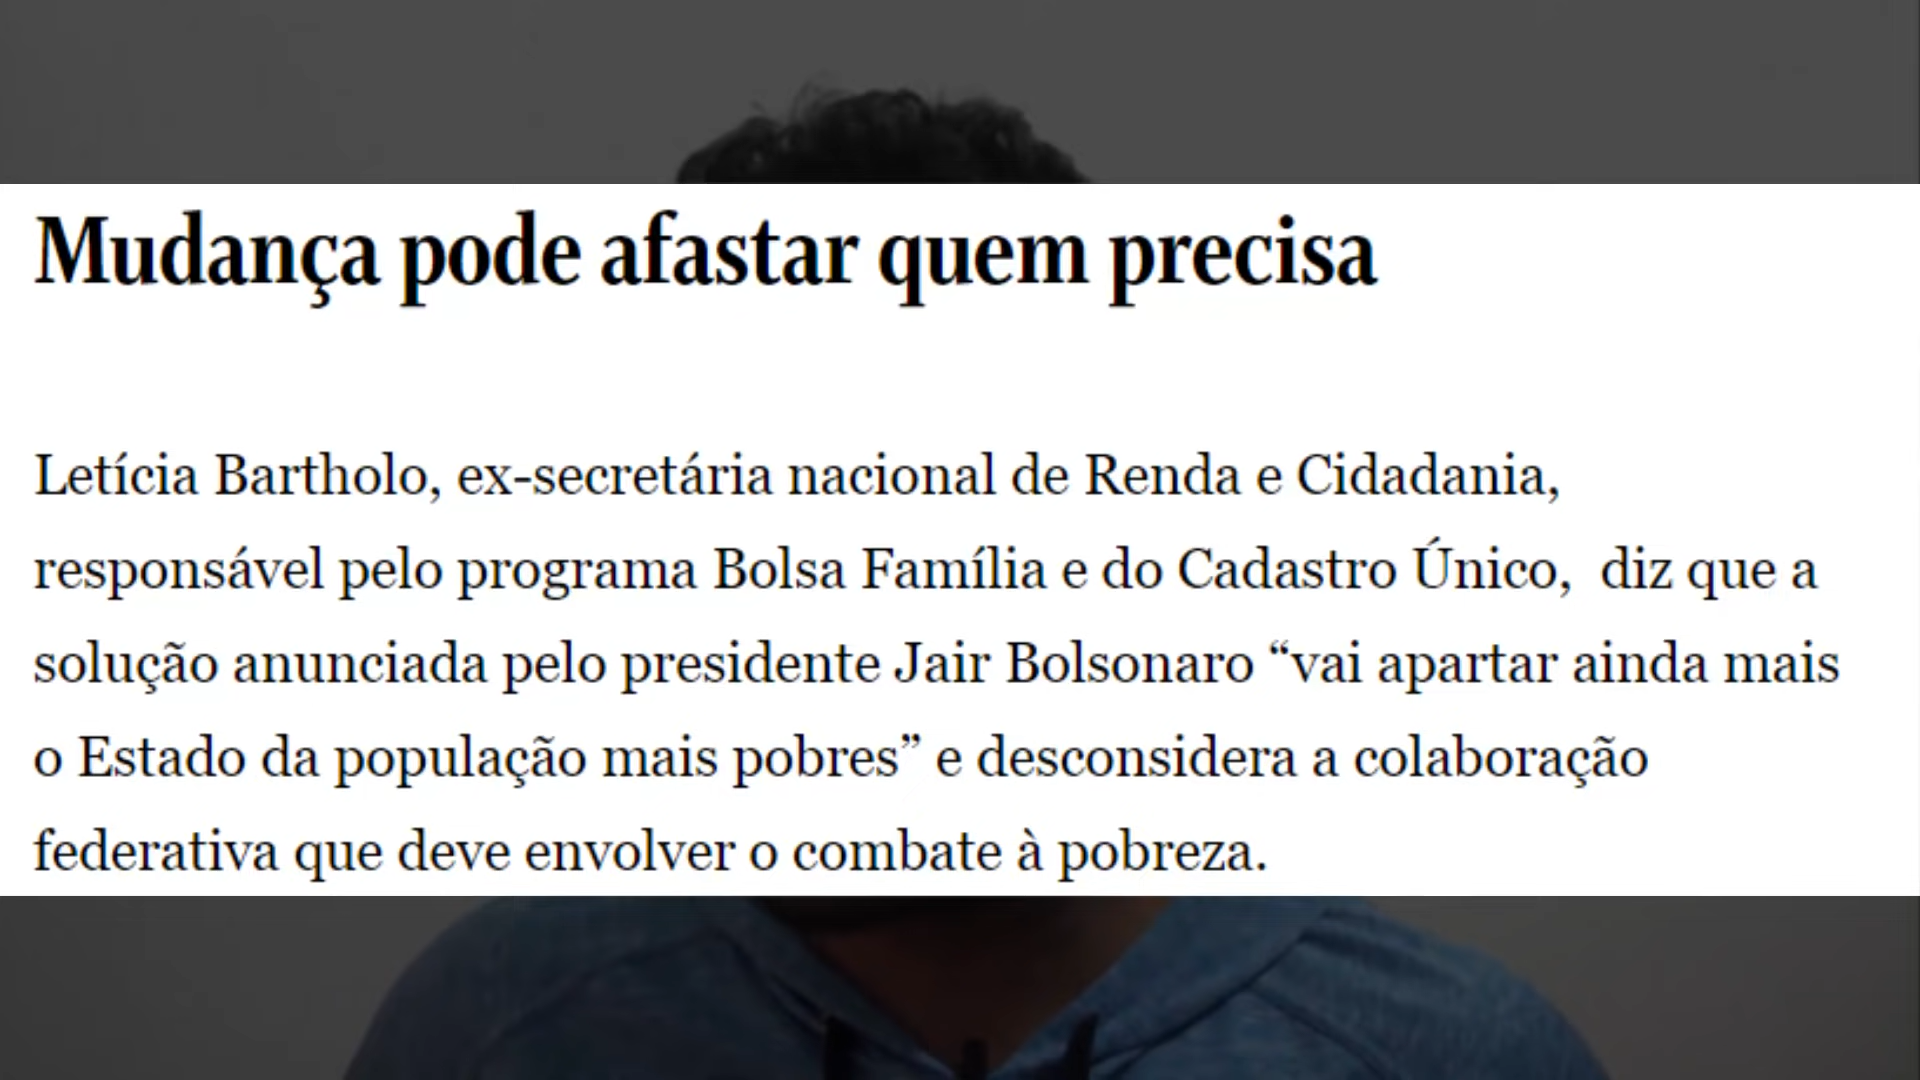 Mudança pode afastar quem precisa
Letícia Bartholo, ex-secretária nacional de Renda e Cidadania,
responsável pelo programa Bolsa Família e do Cadastro Único,  diz que a
solução anunciada pelo presidente Jair Bolsonaro “vai apartar ainda mais
o Estado da população mais pobres” e desconsidera a colaboração
federativa que deve envolver o combate à pobreza.